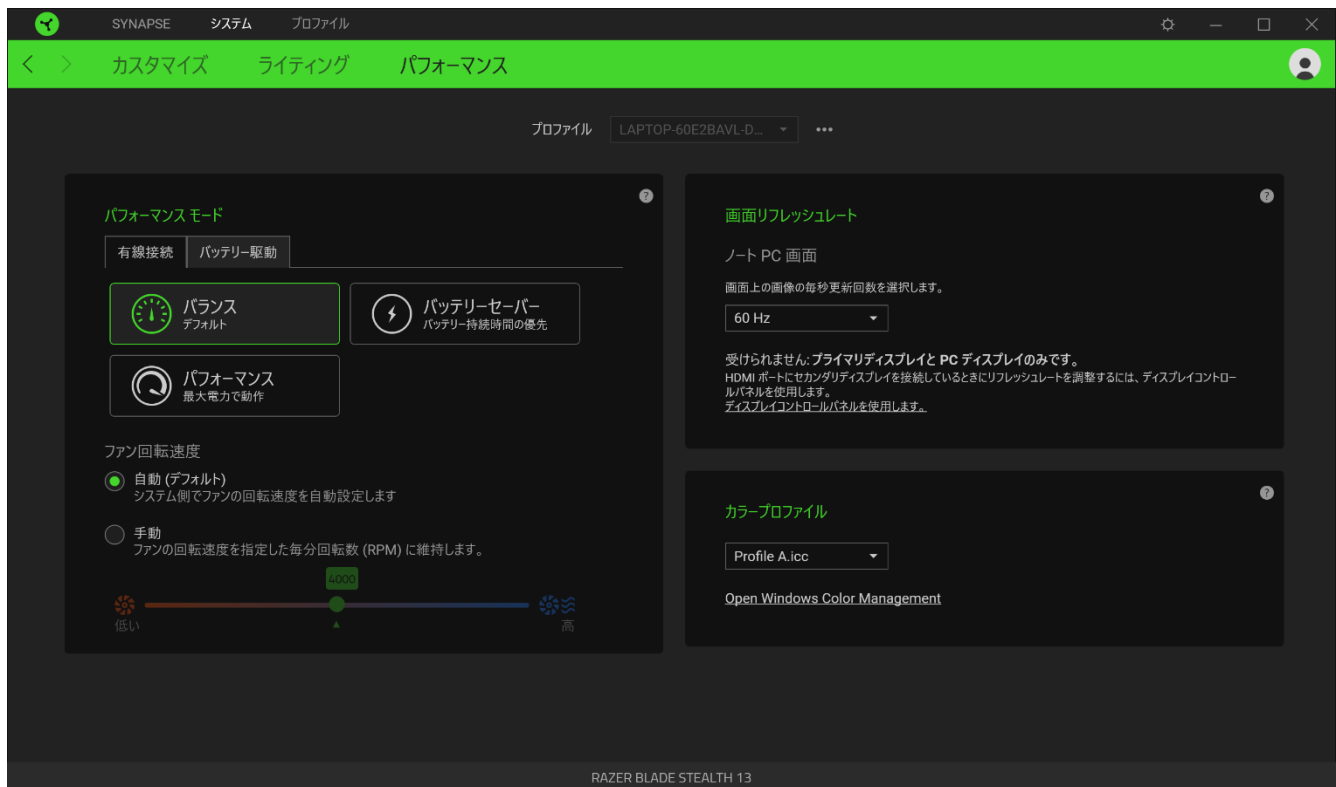 SYNAPSE システム プロファイル
カスタマイズ ライティング パフォーマンス
プロファイル LAPTOP-60E2BAVL-D...
パフォーマンス モード
有線接続 バッテリー駆動
バランス
デフォルト
バッテリーセーバー
バッテリー持続時間の優先
パフォーマンス
最大電力で動作
ファン回転速度
自動 (デフォルト)
システム側でファンの回転速度を自動設定します
手動
ファンの回転速度を指定した毎分回転数 (RPM) に維持します。
4000
低い 高
画面リフレッシュレート
ノート PC 画面
画面上の画像の毎秒更新回数を選択します。
60 Hz
受けられません: プライマリディスプレイと PC ディスプレイのみです。
HDMI ポートにセカンダリディスプレイを接続しているときにリフレッシュレートを調整するには、ディスプレイコントロー
ルパネルを使用します。
ディスプレイコントロールパネルを使用します。
カラープロファイル
Profile A.icc
Open Windows Color Management
RAZER BLADE STEALTH 13